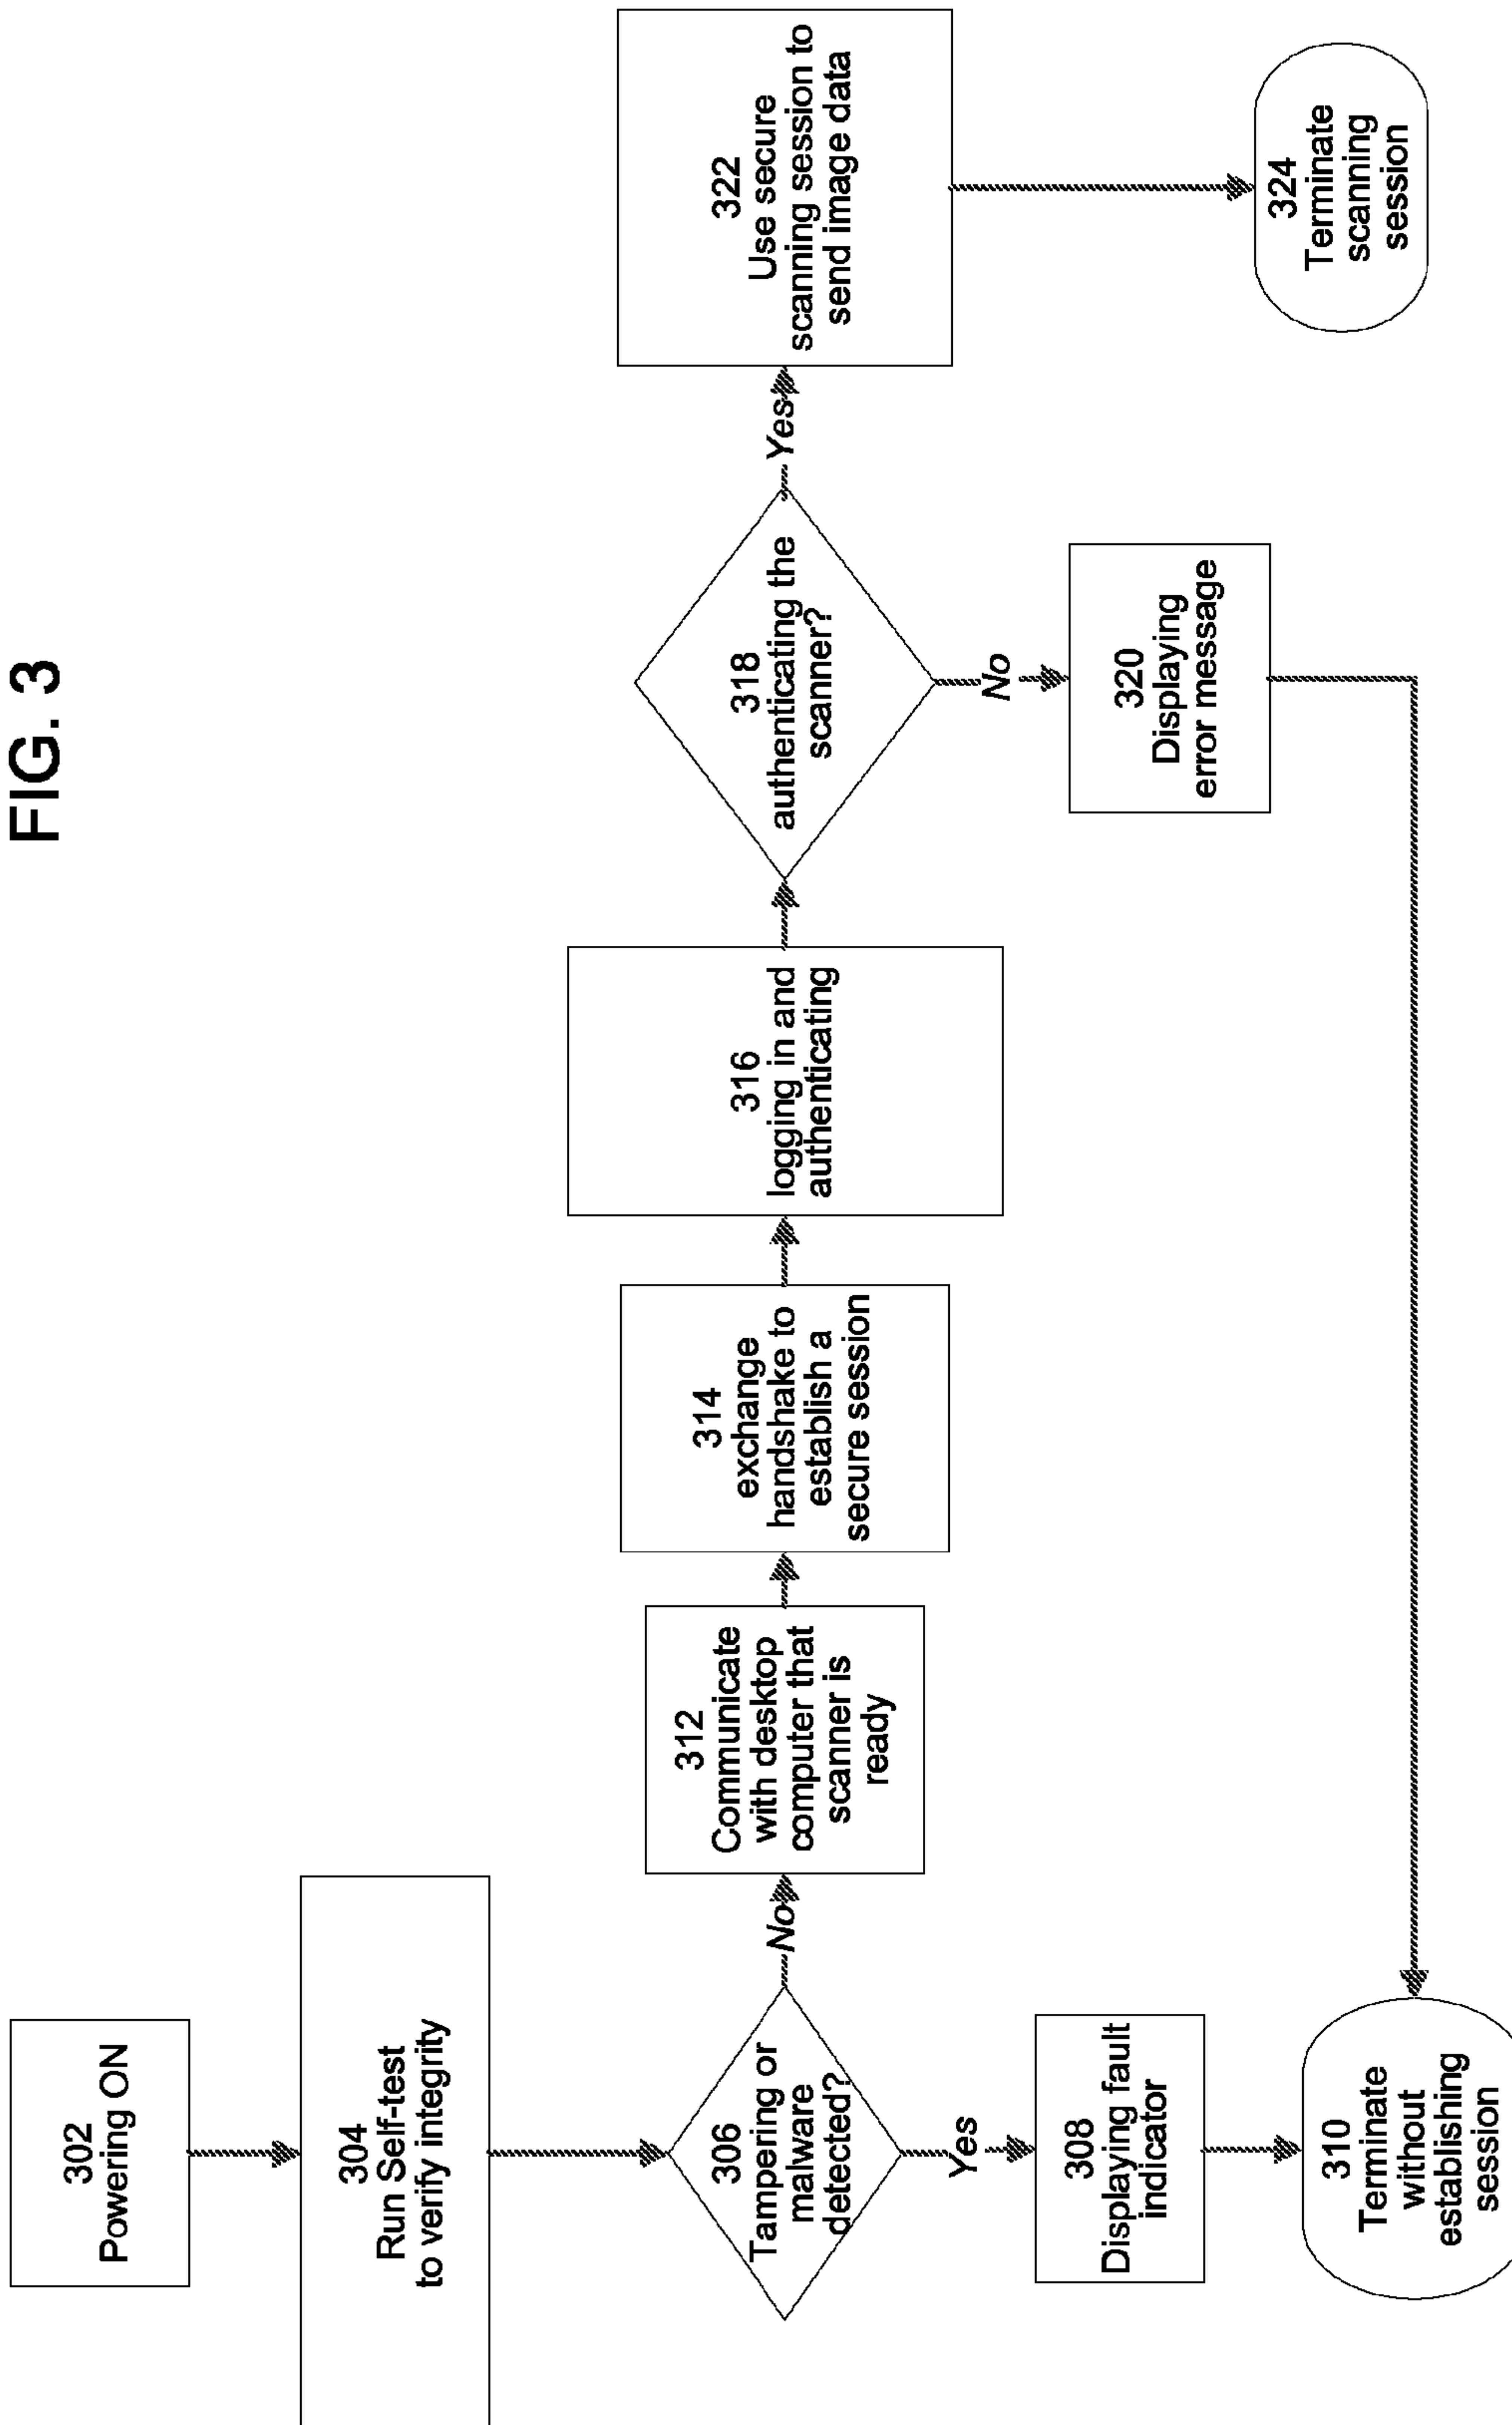 FIG. 3
302
Powering ON
304
Run Self-test
to verify integrity
306
Tampering or
malware
detected?
Yes
308
Displaying fault
indicator
310
Terminate
without
establishing
session
No
312
Communicate
with desktop
computer that
scanner is
ready
314
exchange
handshake to
establish a
secure session
316
logging in and
authenticating
318
authenticating the
scanner?
No
320
Displaying
error message
Yes
322
Use secure
scanning session to
send image data
324
Terminate
scanning
session